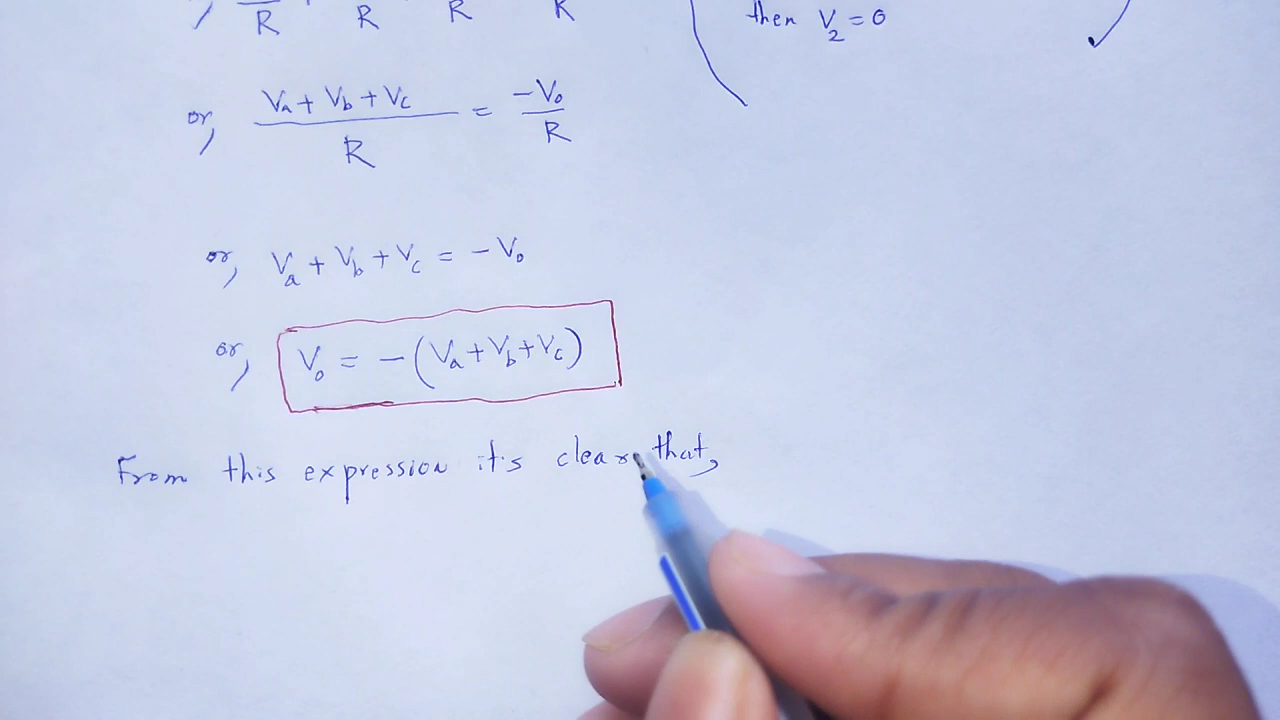 or, R R R R
then V₂ = 0
or, Va + Vb + Vc / R = -Vo / R
or, Va + Vb + Vc = - Vo
or, Vo = - (Va + Vb + Vc)
From this expression it's clear that,